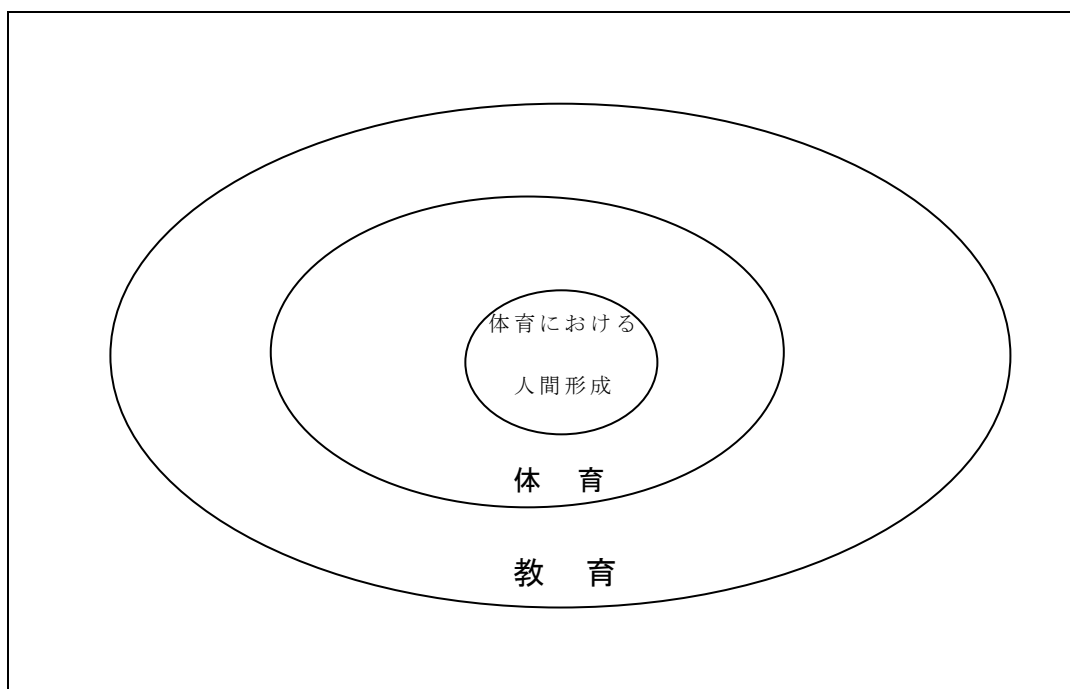 体育における
人間形成
体 育
教 育